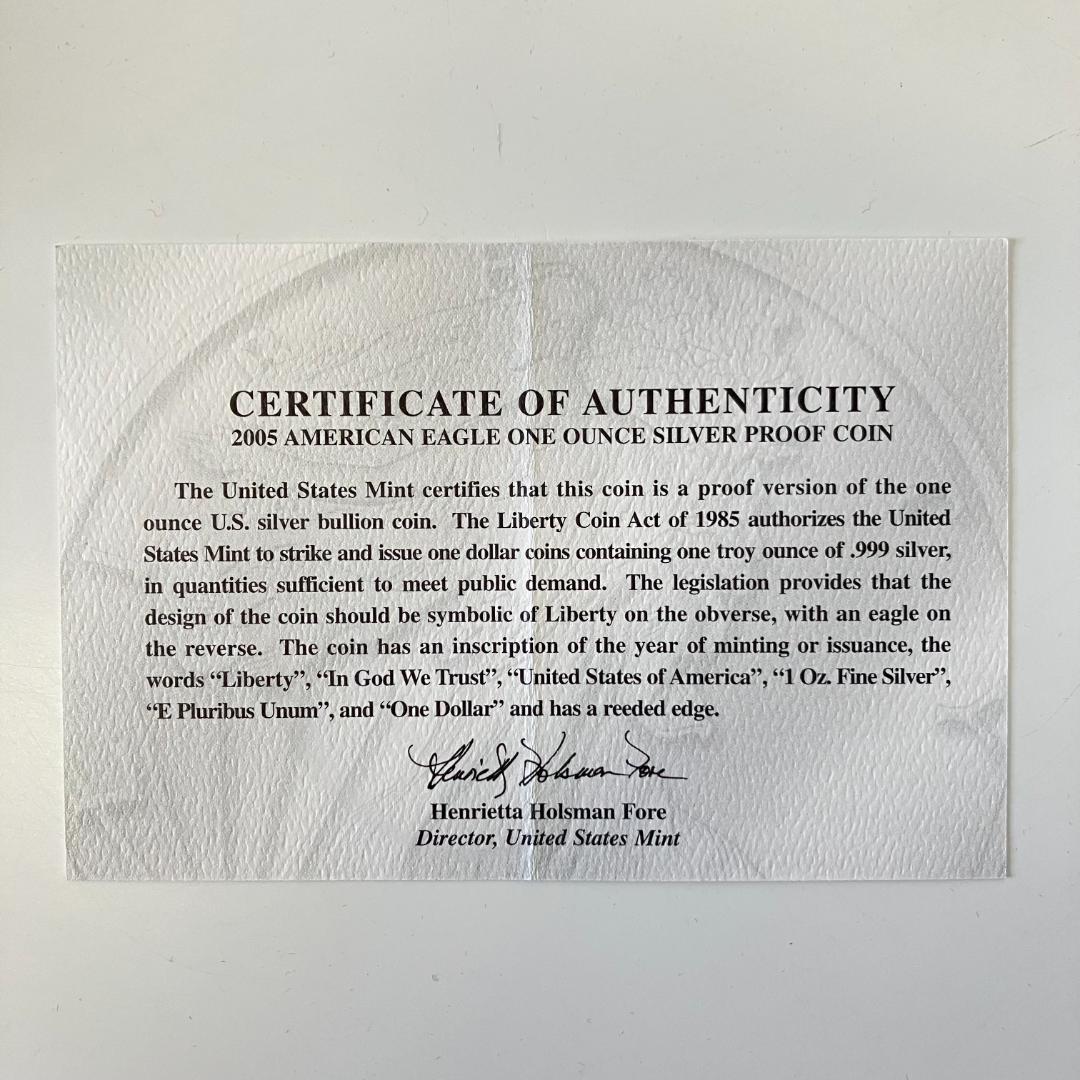 CERTIFICATE OF AUTHENTICITY
2005 AMERICAN EAGLE ONE OUNCE SILVER PROOF COIN
The United States Mint certifies that this coin is a proof version of the one
ounce U.S. silver bullion coin. The Liberty Coin Act of 1985 authorizes the United
States Mint to strike and issue one dollar coins containing one troy ounce of .999 silver,
in quantities sufficient to meet public demand. The legislation provides that the
design of the coin should be symbolic of Liberty on the obverse, with an eagle on
the reverse. The coin has an inscription of the year of minting or issuance, the
words “Liberty”, “In God We Trust”, “United States of America”, “1 Oz. Fine Silver”,
“E Pluribus Unum”, and “One Dollar” and has a reeded edge.
Henrietta Holsman Fore
Henrietta Holsman Fore
Director, United States Mint